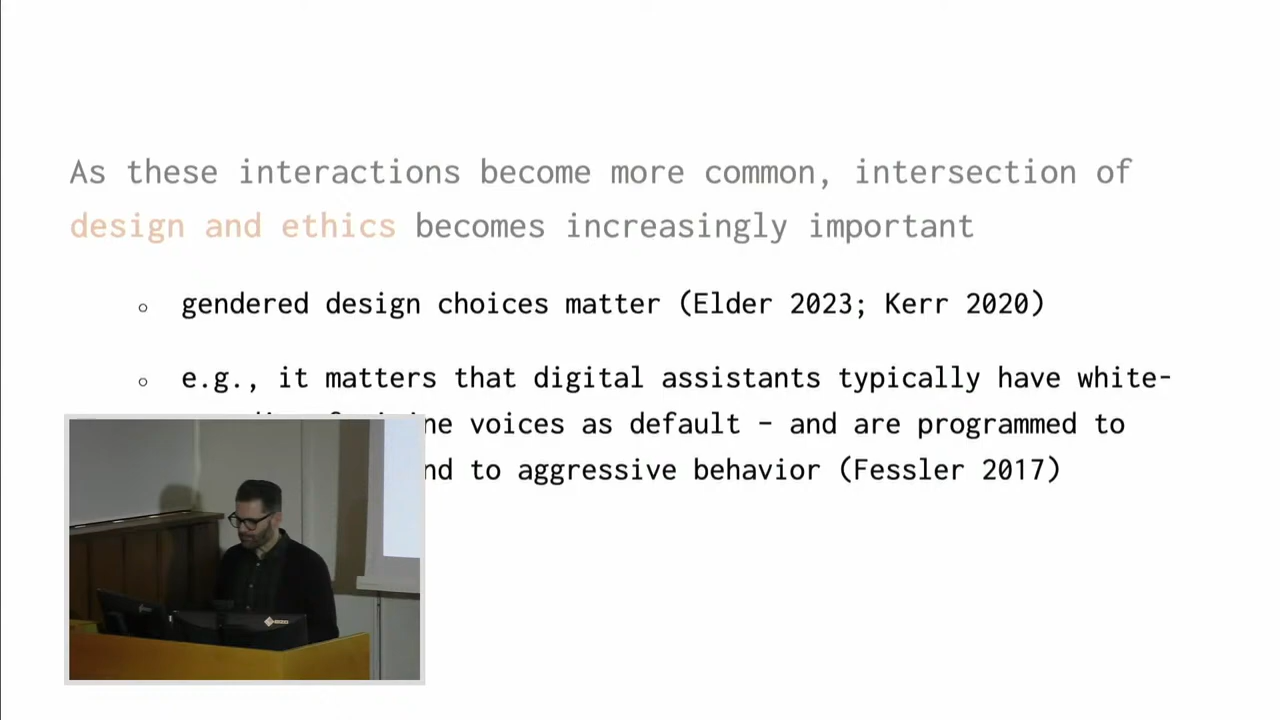 As these interactions become more common, intersection of
design and ethics becomes increasingly important
gendered design choices matter (Elder 2023; Kerr 2020)
e.g., it matters that digital assistants typically have white-
voices as default – and are programmed to
to aggressive behavior (Fessler 2017)